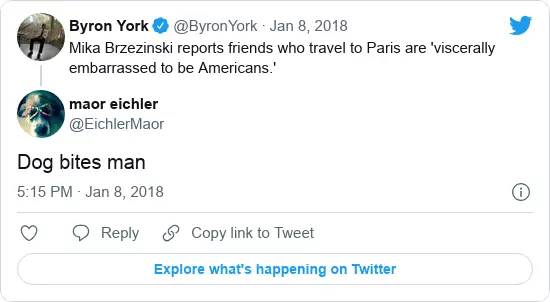 Byron York @ByronYork · Jan 8, 2018
Mika Brzezinski reports friends who travel to Paris are 'viscerally
embarrassed to be Americans.'
maor eichler
@EichlerMaor
Dog bites man
5:15 PM · Jan 8, 2018
Reply Copy link to Tweet
Explore what's happening on Twitter